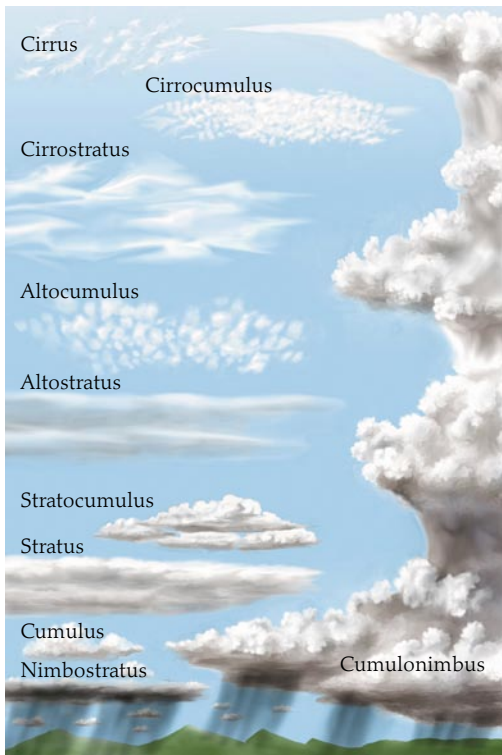 Cirrus
Cirrocumulus
Cirrostratus
Altocumulus
Altostratus
Stratocumulus
Stratus
Cumulus
Nimbostratus
Cumulonimbus